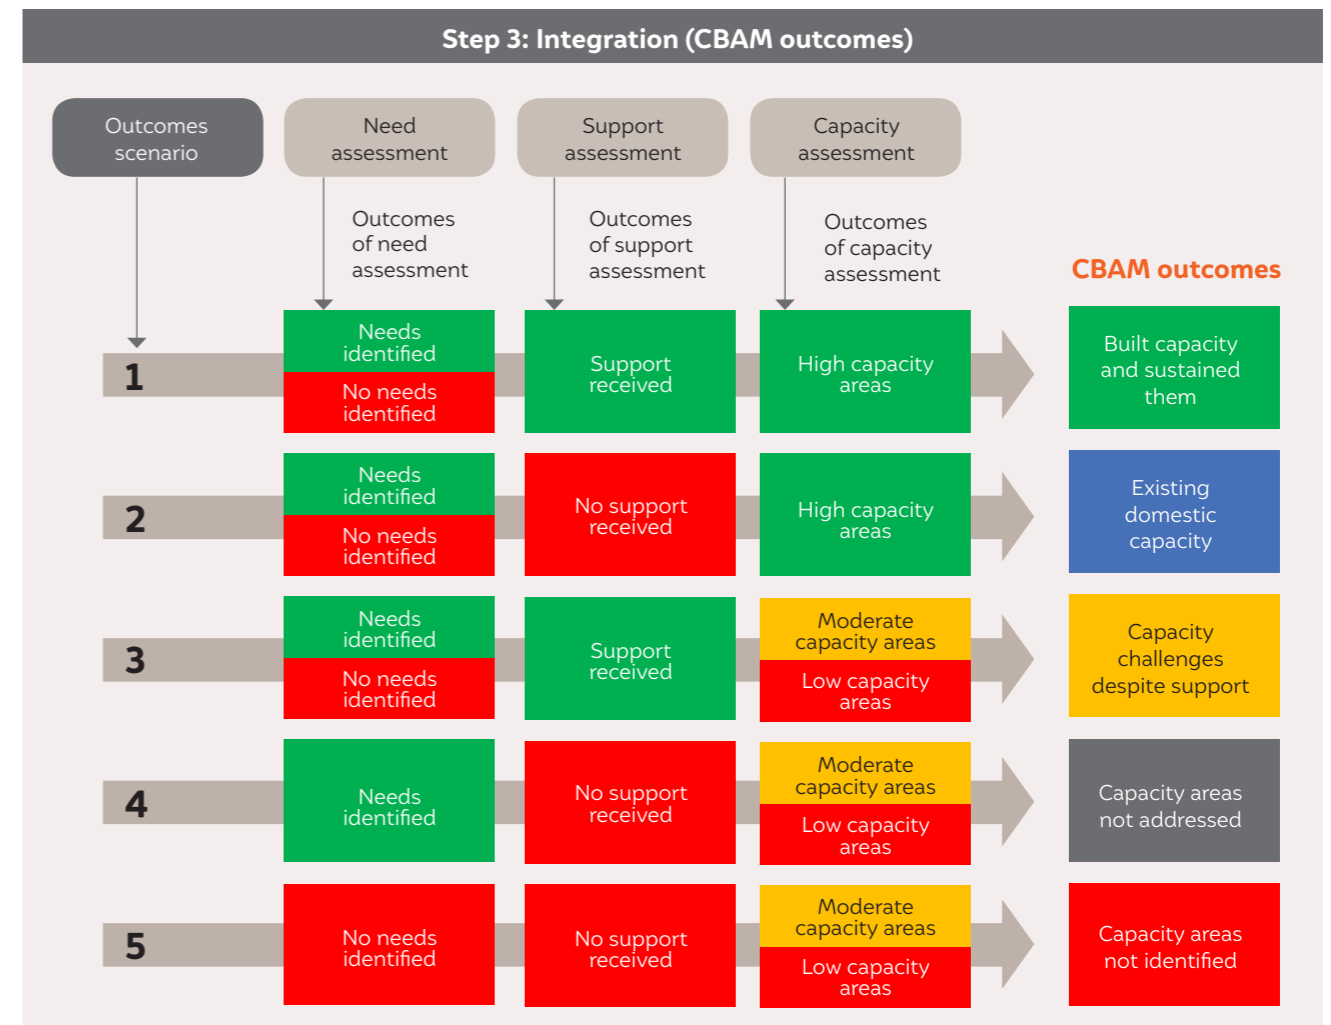 Step 3: Integration (CBAM outcomes)
Outcomes
scenario
Need
assessment
Support
assessment
Capacity
assessment
Outcomes
of need
assessment
Outcomes
of support
assessment
Outcomes
of capacity
assessment
CBAM outcomes
1
Needs
identified
No needs
identified
Support
received
High capacity
areas
Built capacity
and sustained
them
2
Needs
identified
No needs
identified
No support
received
High capacity
areas
Existing
domestic
capacity
3
Needs
identified
No needs
identified
Support
received
Moderate
capacity areas
Low capacity
areas
Capacity
challenges
despite support
4
Needs
identified
No support
received
Moderate
capacity areas
Low capacity
areas
Capacity areas
not addressed
5
No needs
identified
No support
received
Moderate
capacity areas
Low capacity
areas
Capacity areas
not identified